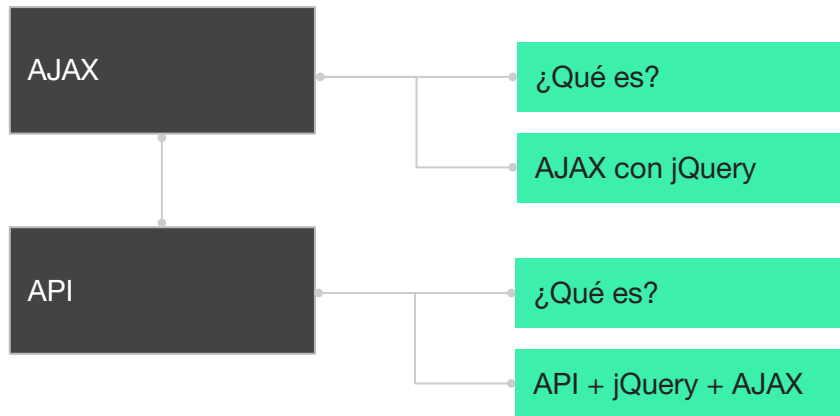 AJAX
¿Qué es?
AJAX con jQuery
API
¿Qué es?
API + jQuery + AJAX